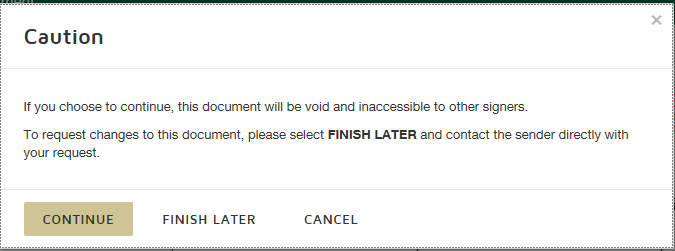 Caution
×
If you choose to continue, this document will be void and inaccessible to other signers.
To request changes to this document, please select FINISH LATER and contact the sender directly with
your request.
CONTINUE FINISH LATER CANCEL